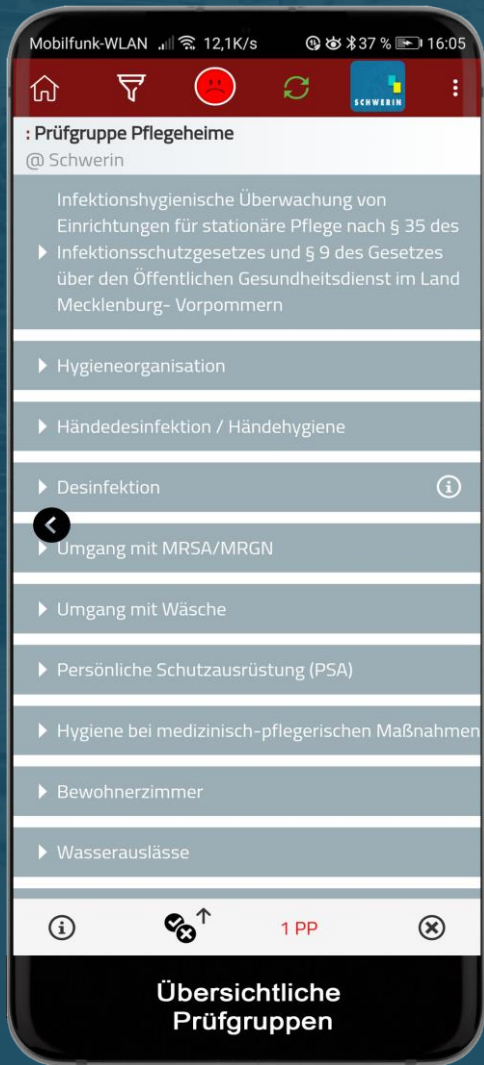 Mobilfunk-WLAN 12,1K/s 37 % 16:05
SCHWERIN
: Prüfgruppe Pflegeheime
@ Schwerin
Infektionshygienische Überwachung von
Einrichtungen für stationäre Pflege nach § 35 des
Infektionsschutzgesetzes und § 9 des Gesetzes
über den Öffentlichen Gesundheitsdienst im Land
Mecklenburg- Vorpommern
Hygieneorganisation
Händedesinfektion / Händehygiene
Desinfektion
Umgang mit MRSA/MRGN
Umgang mit Wäsche
Persönliche Schutzausrüstung (PSA)
Hygiene bei medizinisch-pflegerischen Maßnahmen
Bewohnerzimmer
Wasserauslässe
1 PP
Übersichtliche
Prüfgruppen